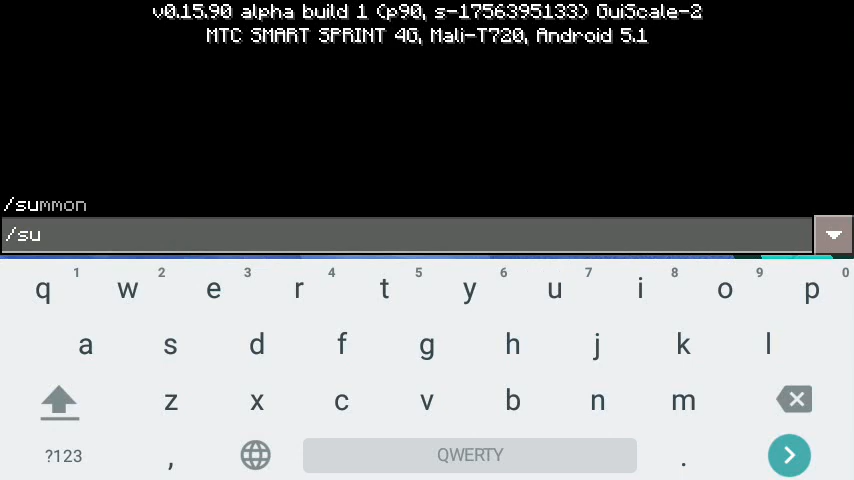 v0.15.90 alpha build 1 (p90, s-1756395133) GuiScale-2
MTC SMART SPRINT 4G, Mali-T720, Android 5.1
/summon
/su
1 2 3 4 5 6 7 8 9 0
q w e r t y u i o p
a s d f g h j k l
z x c v b n m
?123 , QWERTY .